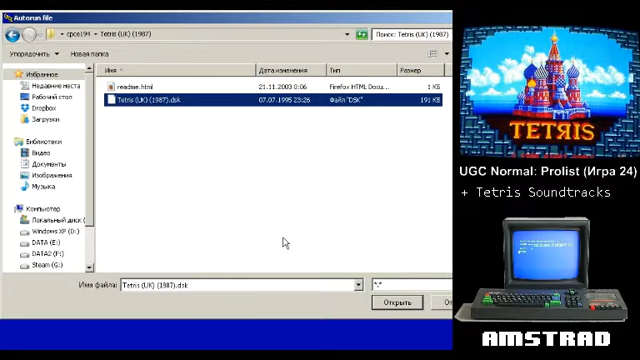 Autorun file
cpce194 ▸ Tetris (UK) (1987)
Поиск: Tetris (UK) (1987)
Упорядочить
Новая папка
Избранное
Недавние места
Рабочий стол
Dropbox
Загрузки
Библиотеки
Видео
Документы
Изображения
Музыка
Компьютер
Локальный диск (
Windows XP (D:)
DATA (E:)
DATA2 (F:)
Steam (G:)
Имя Дата изменения Тип Размер
readme.html 21.11.2003 0:06 Firefox HTML Docu... 1 КБ
Tetris (UK) (1987).dsk 07.07.1995 23:26 Файл "DSK" 191 КБ
Имя файла: Tetris (UK) (1987).dsk *.*
Открыть
TETRIS
UGC Normal: Prolist (Игра 24)
+ Tetris Soundtracks
AMSTRAD